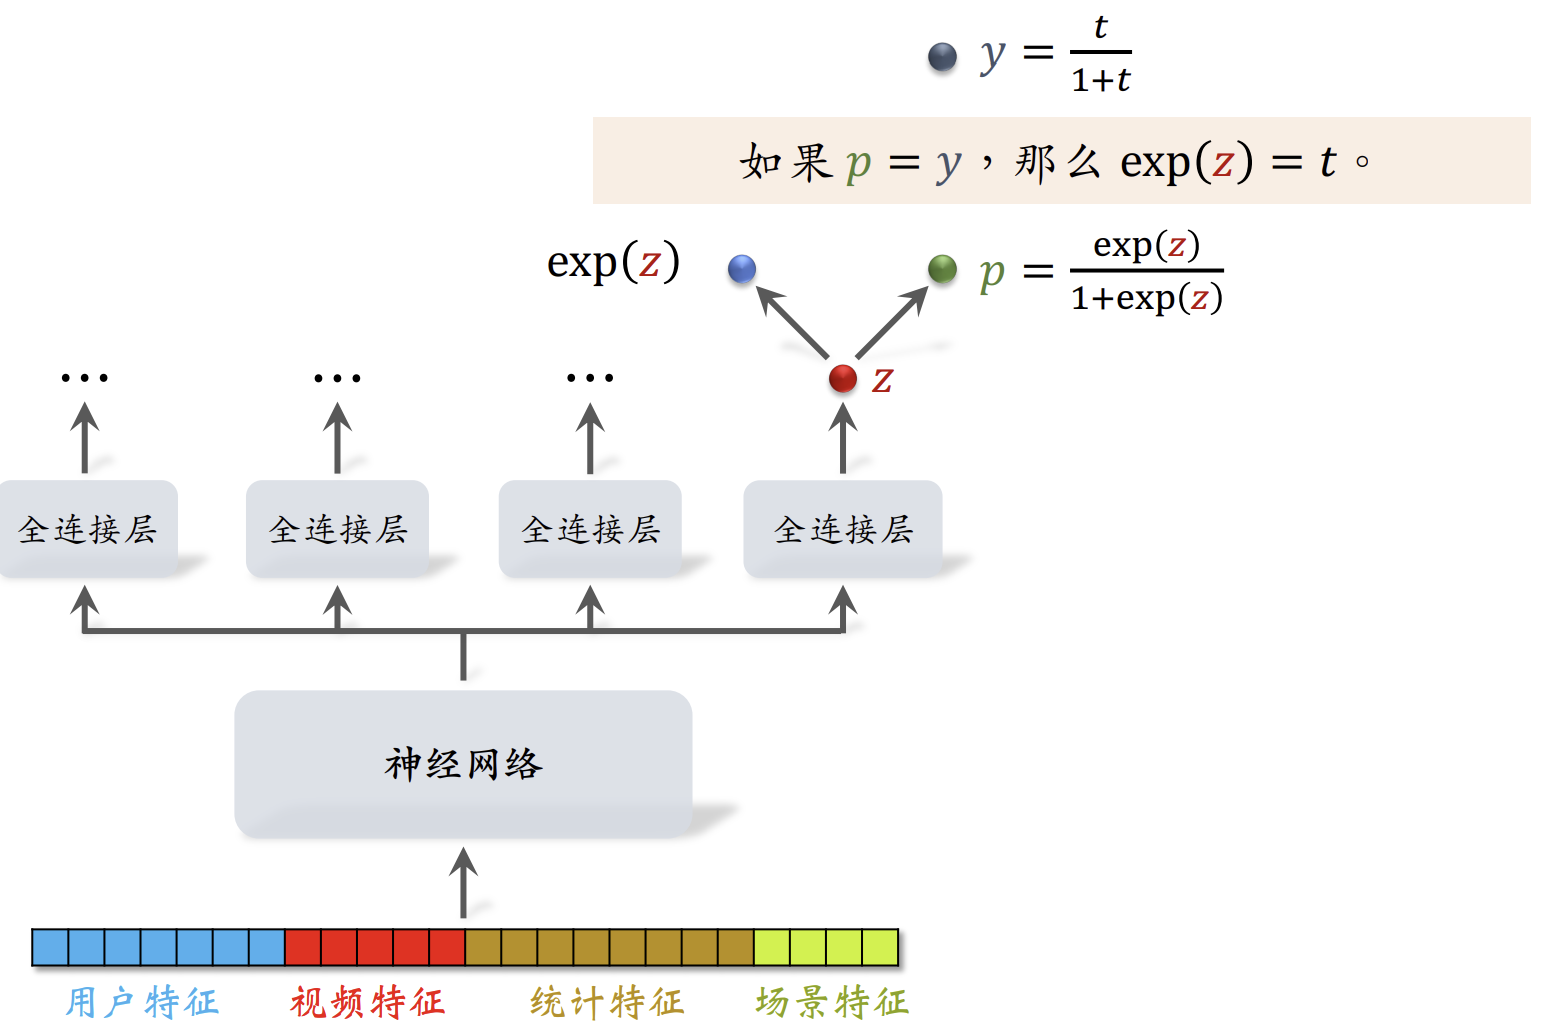 y = t/(1+t)
如果 p = y，那么 exp(z) = t。
exp(z)
p = exp(z)/(1+exp(z))
... ... ... z
全连接层 全连接层 全连接层 全连接层
神经网络
用户特征 视频特征 统计特征 场景特征